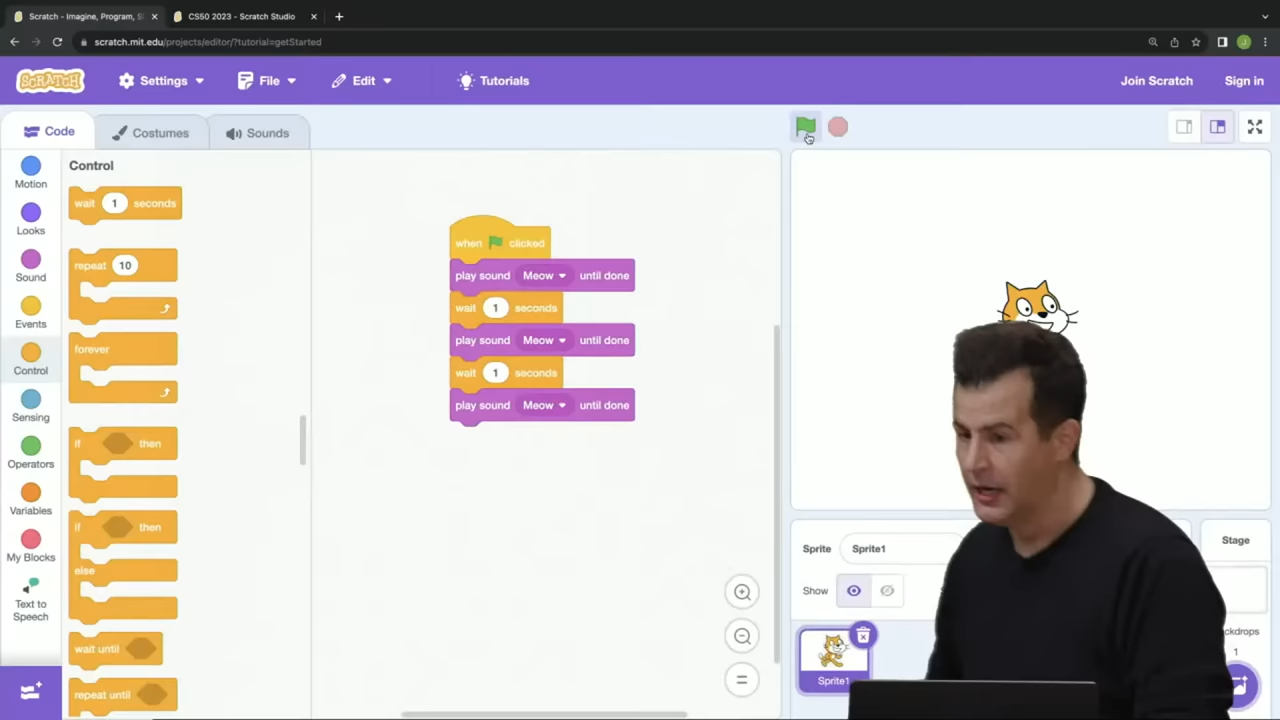 Scratch - Imagine, Program, S
CS50 2023 - Scratch Studio
scratch.mit.edu/projects/editor/?tutorial=getStarted
J
SCRATCH
Settings
File
Edit
Tutorials
Join Scratch
Sign in
Code
Costumes
Sounds
Motion
Looks
Sound
Events
Control
Sensing
Operators
Variables
My Blocks
Text to
Speech
Control
wait 1 seconds
repeat 10
forever
if then
if then
else
wait until
repeat until
when clicked
play sound Meow until done
wait 1 seconds
play sound Meow until done
wait 1 seconds
play sound Meow until done
Sprite Sprite1
Show
Sprite1
Stage
ckdrops
1